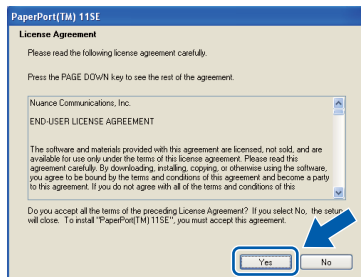 PaperPort(TM) 11SE
License Agreement
Please read the following license agreement carefully.
Press the PAGE DOWN key to see the rest of the agreement.
Nuance Communications, Inc.
END-USER LICENSE AGREEMENT
The software and materials provided with this agreement are licensed, not sold, and are
available for use only under the terms of this license agreement. Please read this
agreement carefully. By downloading, installing, copying, or otherwise using the software,
you agree to be bound by the terms and conditions of this agreement and become a party
to this agreement. If you do not agree with all of the terms and conditions of this
Do you accept all the terms of the preceding License Agreement? If you select No, the setup
will close. To install "PaperPort(TM) 11SE", you must accept this agreement.
Yes
No